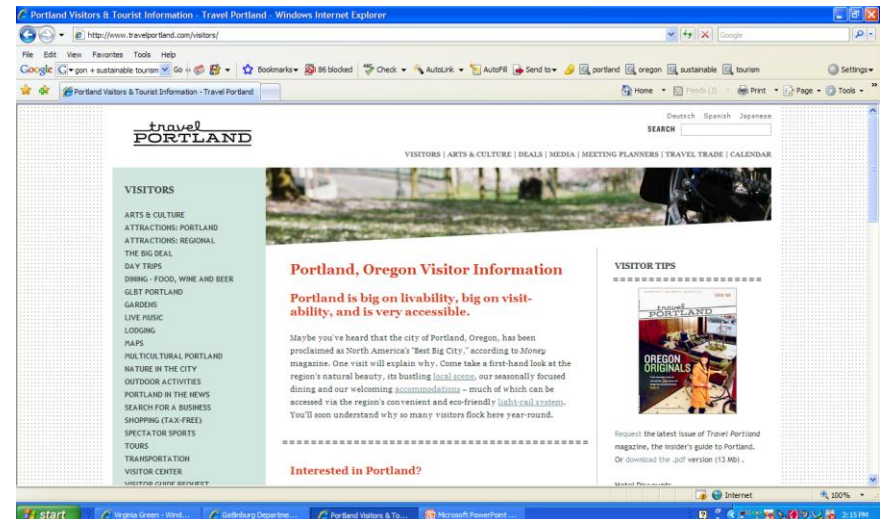 Portland Visitors & Tourist Information - Travel Portland - Windows Internet Explorer
http://www.travelportland.com/visitors/
Google
File Edit View Favorites Tools Help
Google gon + sustainable tourism Go Bookmarks 86 blocked Check AutoLink AutoFill Send to portland oregon sustainable tourism Settings
Portland Visitors & Tourist Information - Travel Portland Home Feeds (J) Print Page Tools
travel
PORTLAND
Deutsch Spanish Japanese
SEARCH
VISITORS | ARTS & CULTURE | DEALS | MEDIA | MEETING PLANNERS | TRAVEL TRADE | CALENDAR
VISITORS
ARTS & CULTURE
ATTRACTIONS: PORTLAND
ATTRACTIONS: REGIONAL
THE BIG DEAL
DAY TRIPS
DINING - FOOD, WINE AND BEER
GLBT PORTLAND
GARDENS
LIVE MUSIC
LODGING
MAPS
MULTICULTURAL PORTLAND
NATURE IN THE CITY
OUTDOOR ACTIVITIES
PORTLAND IN THE NEWS
SEARCH FOR A BUSINESS
SHOPPING (TAX-FREE)
SPECTATOR SPORTS
TOURS
TRANSPORTATION
VISITOR CENTER
VISITOR GUIDE REQUEST
Portland, Oregon Visitor Information
Portland is big on livability, big on visit-
ability, and is very accessible.
Maybe you've heard that the city of Portland, Oregon, has been
proclaimed as North America's "Best Big City," according to Money
magazine. One visit will explain why. Come take a first-hand look at the
region's natural beauty, its bustling local scene, our seasonally focused
dining and our welcoming accommodations – much of which can be
accessed via the region's convenient and eco-friendly light-rail system.
You'll soon understand why so many visitors flock here year-round.
Interested in Portland?
VISITOR TIPS
travel
PORTLAND
OREGON
ORIGINALS
Request the latest issue of Travel Portland
magazine, the insider's guide to Portland.
Or download the .pdf version (13 Mb) .
Hotel Discounts
Internet 100%
start Virginia Green - Wind... Gatlinburg Departme... Portland Visitors & To... Microsoft PowerPoint ... 2:15 PM